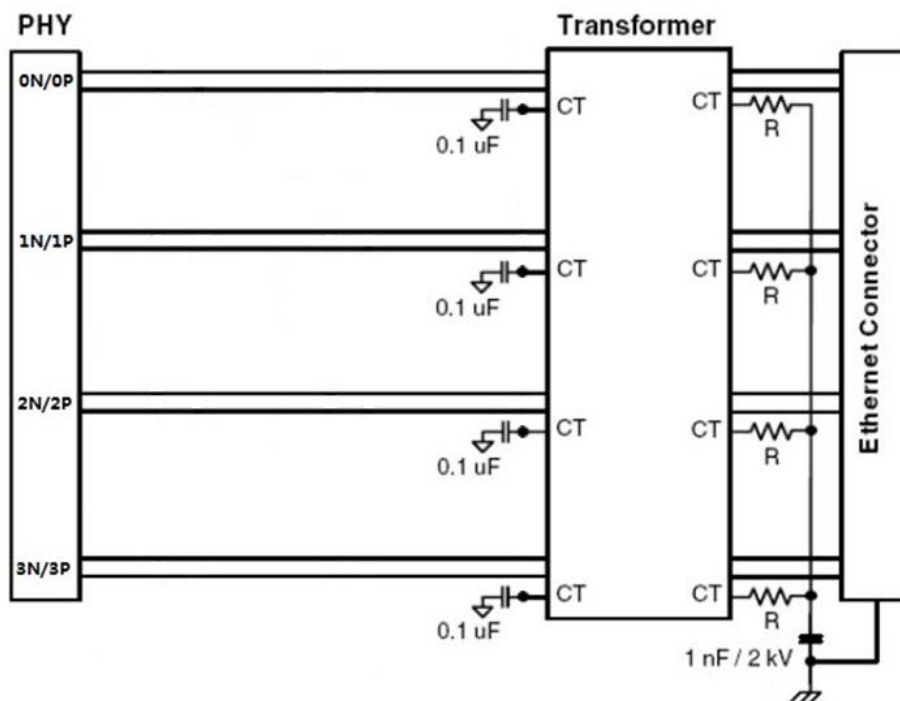 PHY
Transformer
0N/0P
CT
CT
0.1 uF
R
1N/1P
CT
CT
0.1 uF
R
Ethernet Connector
2N/2P
CT
CT
0.1 uF
R
3N/3P
CT
CT
0.1 uF
R
1 nF / 2 kV